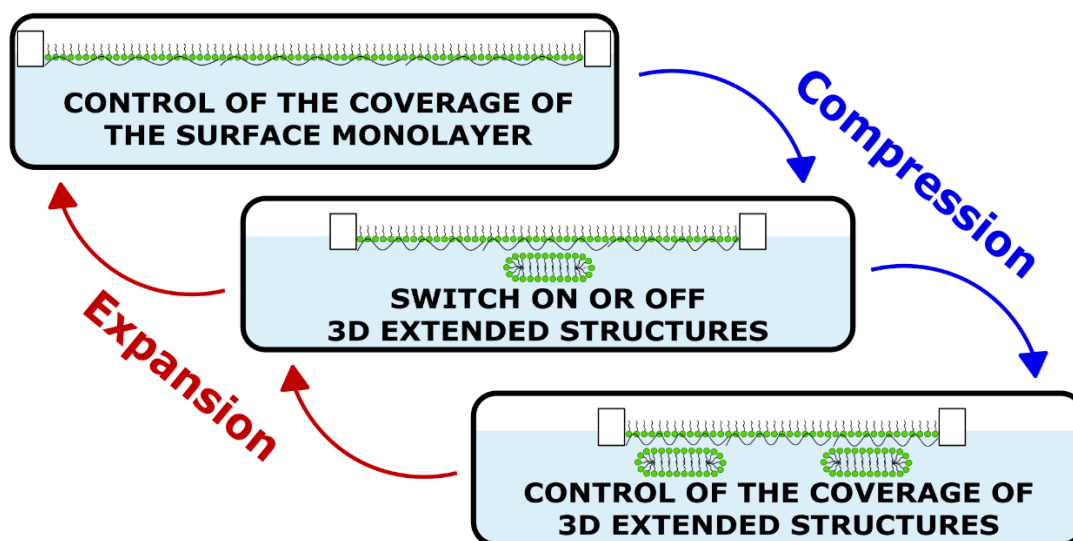 CONTROL OF THE COVERAGE OF
THE SURFACE MONOLAYER
Compression
SWITCH ON OR OFF
3D EXTENDED STRUCTURES
Expansion
CONTROL OF THE COVERAGE OF
3D EXTENDED STRUCTURES